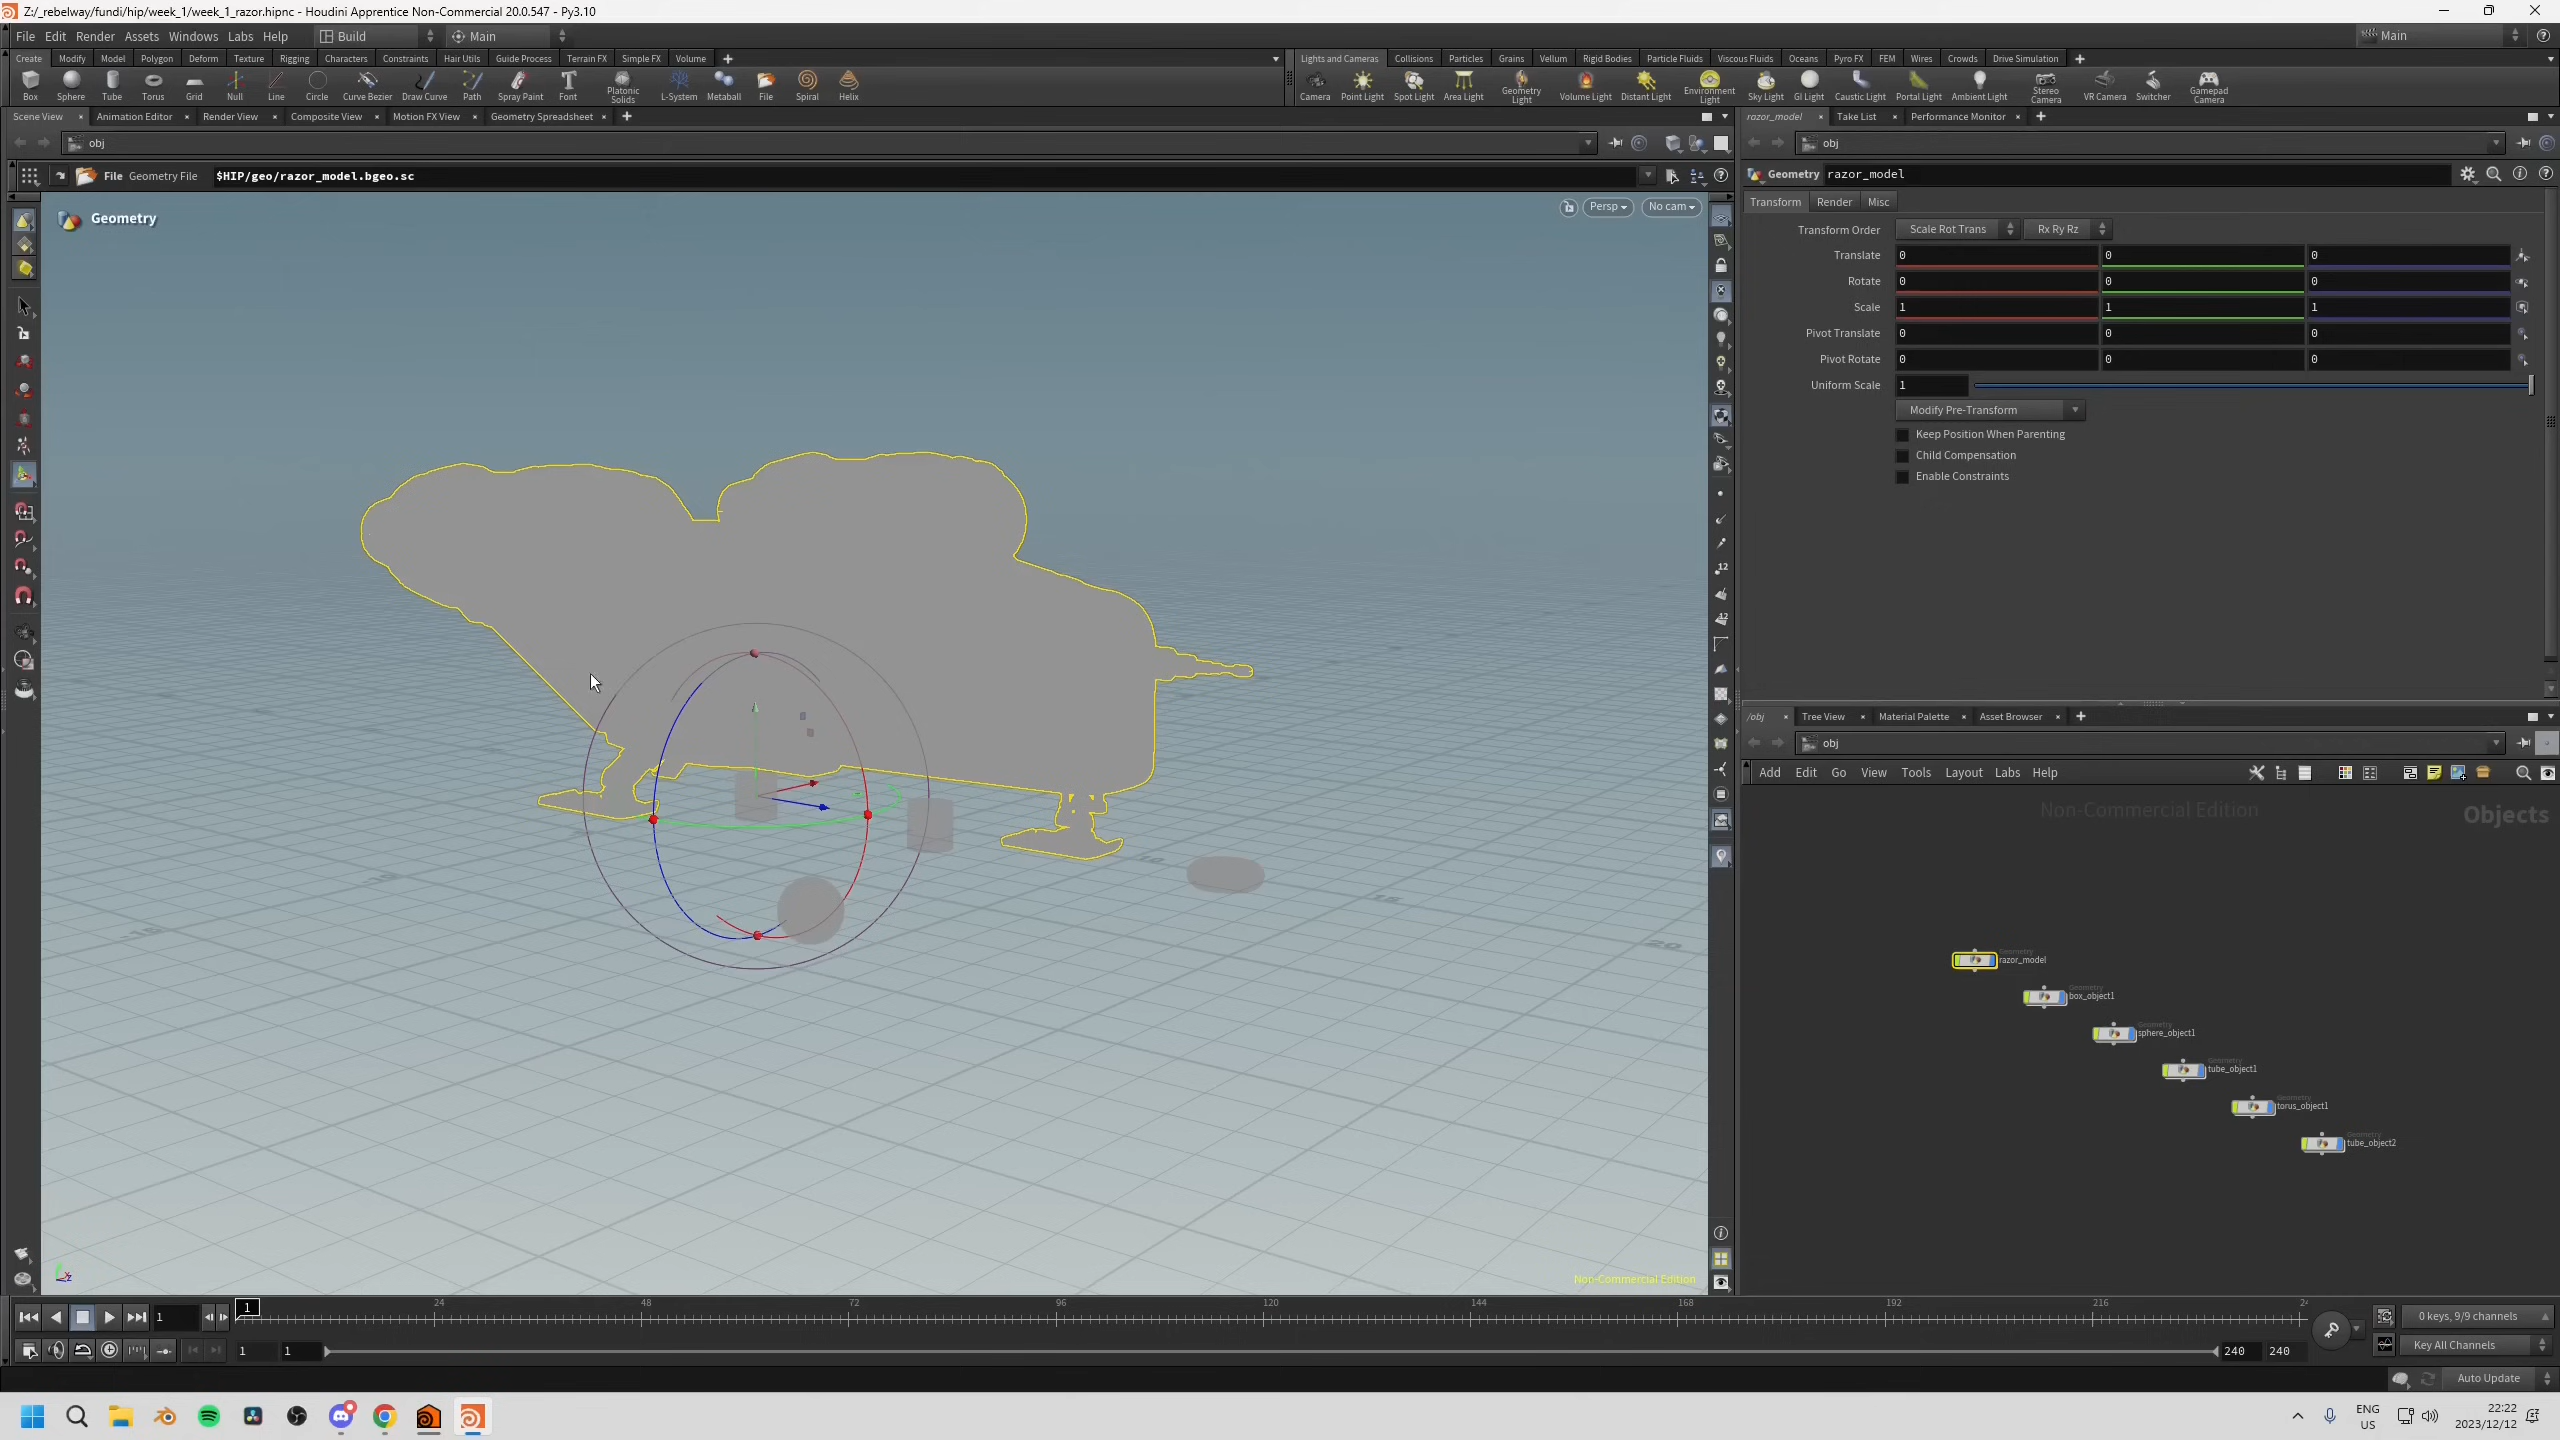 Z:/_rebelway/fundi/hip/week_1/week_1_razor.hipnc - Houdini Apprentice Non-Commercial 20.0.547 - Py3.10
File Edit Render Assets Windows Labs Help Build Main Main
Create Modify Model Polygon Deform Texture Rigging Characters Constraints Hair Utils Guide Process Terrain FX Simple FX Volume
Lights and Cameras Collisions Particles Grains Vellum Rigid Bodies Particle Fluids Viscous Fluids Oceans Pyro FX FEM Wires Crowds Drive Simulation
Box Sphere Tube Torus Grid Null Line Circle Curve Bezier Draw Curve Path Spray Paint Font Platonic Solids L-System Metaball File Spiral Helix
Camera Point Light Spot Light Area Light Geometry Light Volume Light Distant Light Environment Light Sky Light GI Light Caustic Light Portal Light Ambient Light Stereo Camera VR Camera Switcher Gamepad Camera
Scene View Animation Editor Render View Composite View Motion FX View Geometry Spreadsheet
razor_model Take List Performance Monitor
obj
obj
File Geometry File $HIP/geo/razor_model.bgeo.sc
Geometry razor_model
Geometry
Persp
No cam
Transform Render Misc
Transform Order Scale Rot Trans Rx Ry Rz
Translate 0 0 0
Rotate 0 0 0
Scale 1 1 1
Pivot Translate 0 0 0
Pivot Rotate 0 0 0
Uniform Scale 1
Modify Pre-Transform
Keep Position When Parenting
Child Compensation
Enable Constraints
/obj Tree View Material Palette Asset Browser
obj
Add Edit Go View Tools Layout Labs Help
Non-Commercial Edition
Objects
Geometry
razor_model
Geometry
box_object1
Geometry
sphere_object1
Geometry
tube_object1
Geometry
torus_object1
Geometry
tube_object2
Non-Commercial Edition
1 1 24 48 72 96 120 144 168 192 216
0 keys, 9/9 channels
1 1 240 240
Key All Channels
Auto Update
ENG
US
22:22
2023/12/12